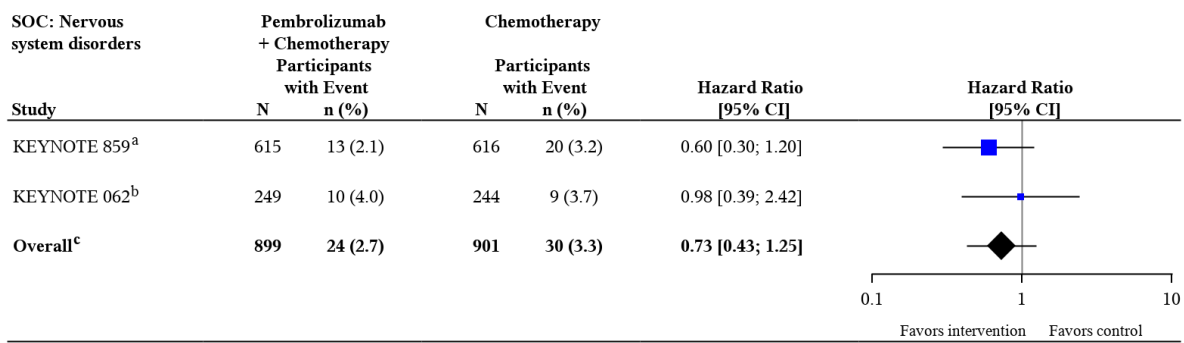 SOC: Nervous Pembrolizumab Chemotherapy
system disorders + Chemotherapy
Participants Participants
with Event with Event Hazard Ratio Hazard Ratio
Study N n (%) N n (%) [95% CI] [95% CI]
KEYNOTE 859a 615 13 (2.1) 616 20 (3.2) 0.60 [0.30; 1.20]
KEYNOTE 062b 249 10 (4.0) 244 9 (3.7) 0.98 [0.39; 2.42]
Overallc 899 24 (2.7) 901 30 (3.3) 0.73 [0.43; 1.25]
0.1 1 10
Favors intervention Favors control